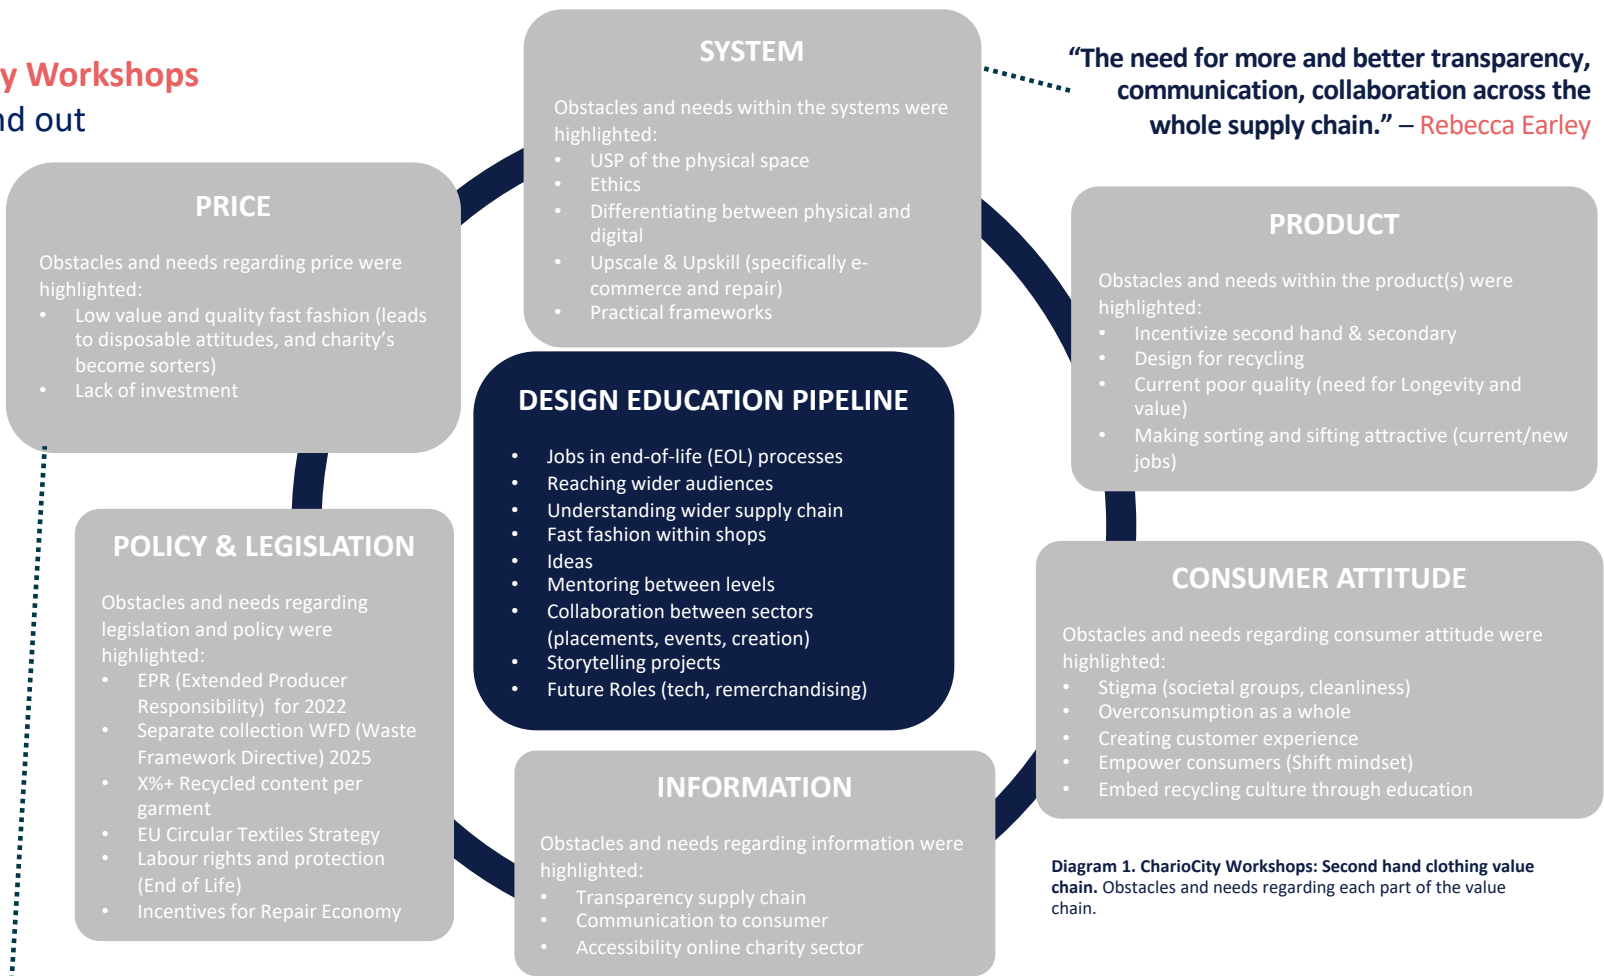 y Workshops
nd out
SYSTEM
Obstacles and needs within the systems were
highlighted:
• USP of the physical space
• Ethics
• Differentiating between physical and
digital
• Upscale & Upskill (specifically e-
commerce and repair)
• Practical frameworks
“The need for more and better transparency,
communication, collaboration across the
whole supply chain.” – Rebecca Earley
PRICE
Obstacles and needs regarding price were
highlighted:
• Low value and quality fast fashion (leads
to disposable attitudes, and charity’s
become sorters)
• Lack of investment
PRODUCT
Obstacles and needs within the product(s) were
highlighted:
• Incentivize second hand & secondary
• Design for recycling
• Current poor quality (need for Longevity and
value)
• Making sorting and sifting attractive (current/new
jobs)
DESIGN EDUCATION PIPELINE
• Jobs in end-of-life (EOL) processes
• Reaching wider audiences
• Understanding wider supply chain
• Fast fashion within shops
• Ideas
• Mentoring between levels
• Collaboration between sectors
(placements, events, creation)
• Storytelling projects
• Future Roles (tech, remerchandising)
POLICY & LEGISLATION
Obstacles and needs regarding
legislation and policy were
highlighted:
• EPR (Extended Producer
Responsibility) for 2022
• Separate collection WFD (Waste
Framework Directive) 2025
• X%+ Recycled content per
garment
• EU Circular Textiles Strategy
• Labour rights and protection
(End of Life)
• Incentives for Repair Economy
CONSUMER ATTITUDE
Obstacles and needs regarding consumer attitude were
highlighted:
• Stigma (societal groups, cleanliness)
• Overconsumption as a whole
• Creating customer experience
• Empower consumers (Shift mindset)
• Embed recycling culture through education
INFORMATION
Obstacles and needs regarding information were
highlighted:
• Transparency supply chain
• Communication to consumer
• Accessibility online charity sector
Diagram 1. CharioCity Workshops: Second hand clothing value
chain. Obstacles and needs regarding each part of the value
chain.